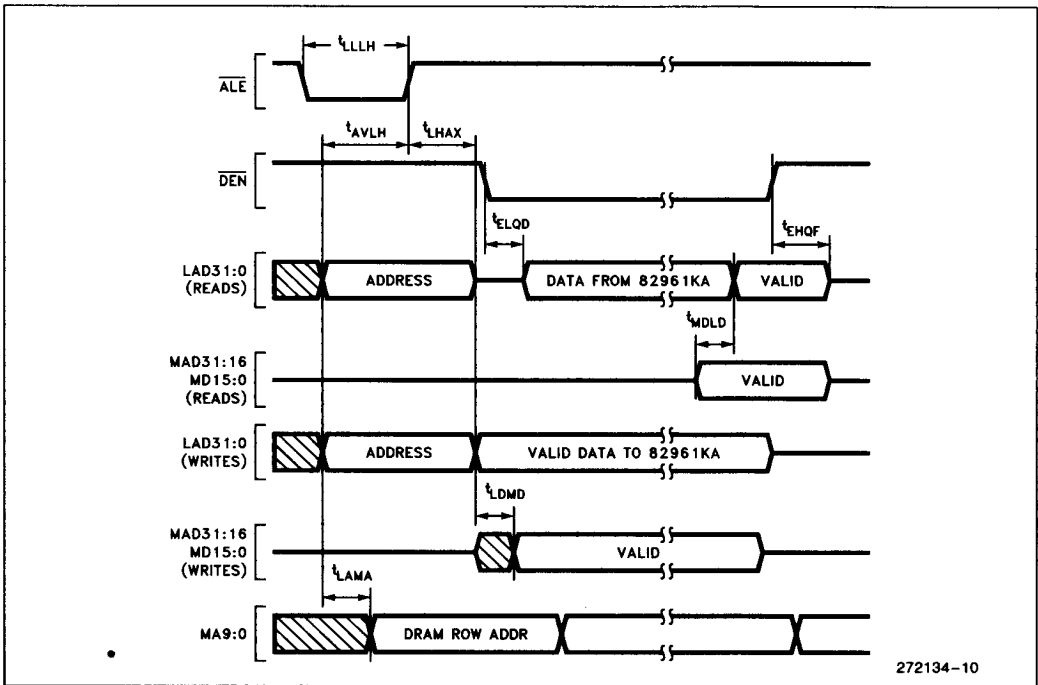 tLLLH
ALE
tAVLH
tLHAX
DEN
tELQD
tEHQF
LAD31:0
(READS)
ADDRESS
DATA FROM 82961KA
VALID
tMDLD
MAD31:16
MD15:0
(READS)
VALID
LAD31:0
(WRITES)
ADDRESS
VALID DATA TO 82961KA
tLDMD
MAD31:16
MD15:0
(WRITES)
VALID
tLAMA
MA9:0
DRAM ROW ADDR
272134-10